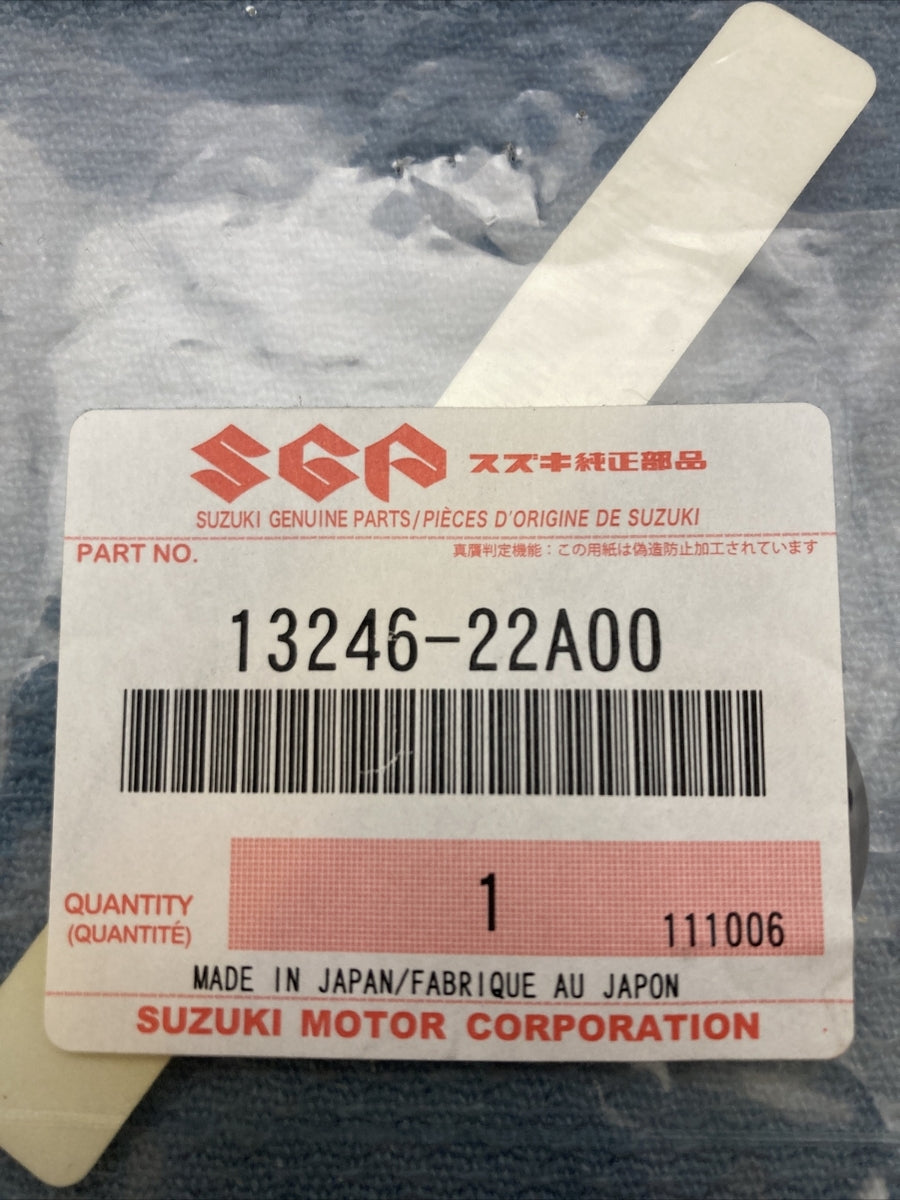 SGP スズキ純正部品
SUZUKI GENUINE PARTS/PIÈCES D'ORIGINE DE SUZUKI
PART NO. 真贋判定機能：この用紙は偽造防止加工されています
13246-22A00
QUANTITY
(QUANTITÉ)
1
111006
MADE IN JAPAN/FABRIQUE AU JAPON
SUZUKI MOTOR CORPORATION